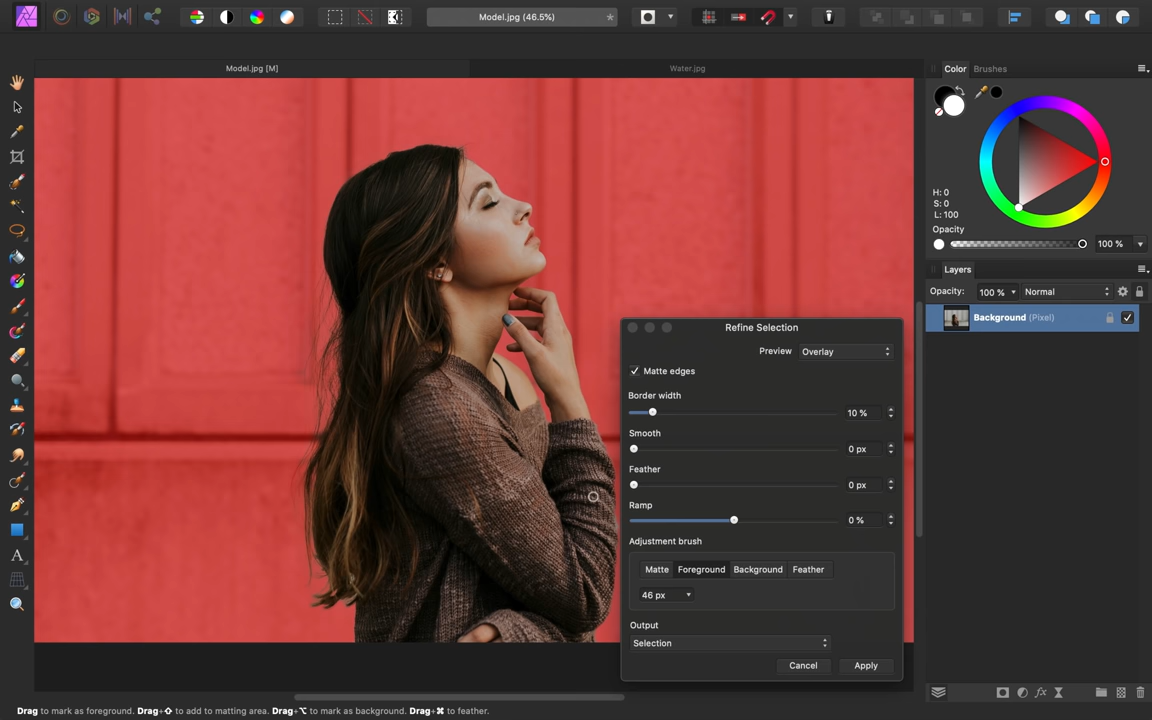 Model.jpg (46.5%)
Model.jpg [M]
Water.jpg
Color
Brushes
H: 0
S: 0
L: 100
Opacity
100 %
Layers
Opacity:
100 %
Normal
Background (Pixel)
Refine Selection
Preview
Overlay
Matte edges
Border width
10 %
Smooth
0 px
Feather
0 px
Ramp
0 %
Adjustment brush
Matte
Foreground
Background
Feather
46 px
Output
Selection
Cancel
Apply
Drag to mark as foreground. Drag+⇧ to add to matting area. Drag+⌥ to mark as background. Drag+⌘ to feather.